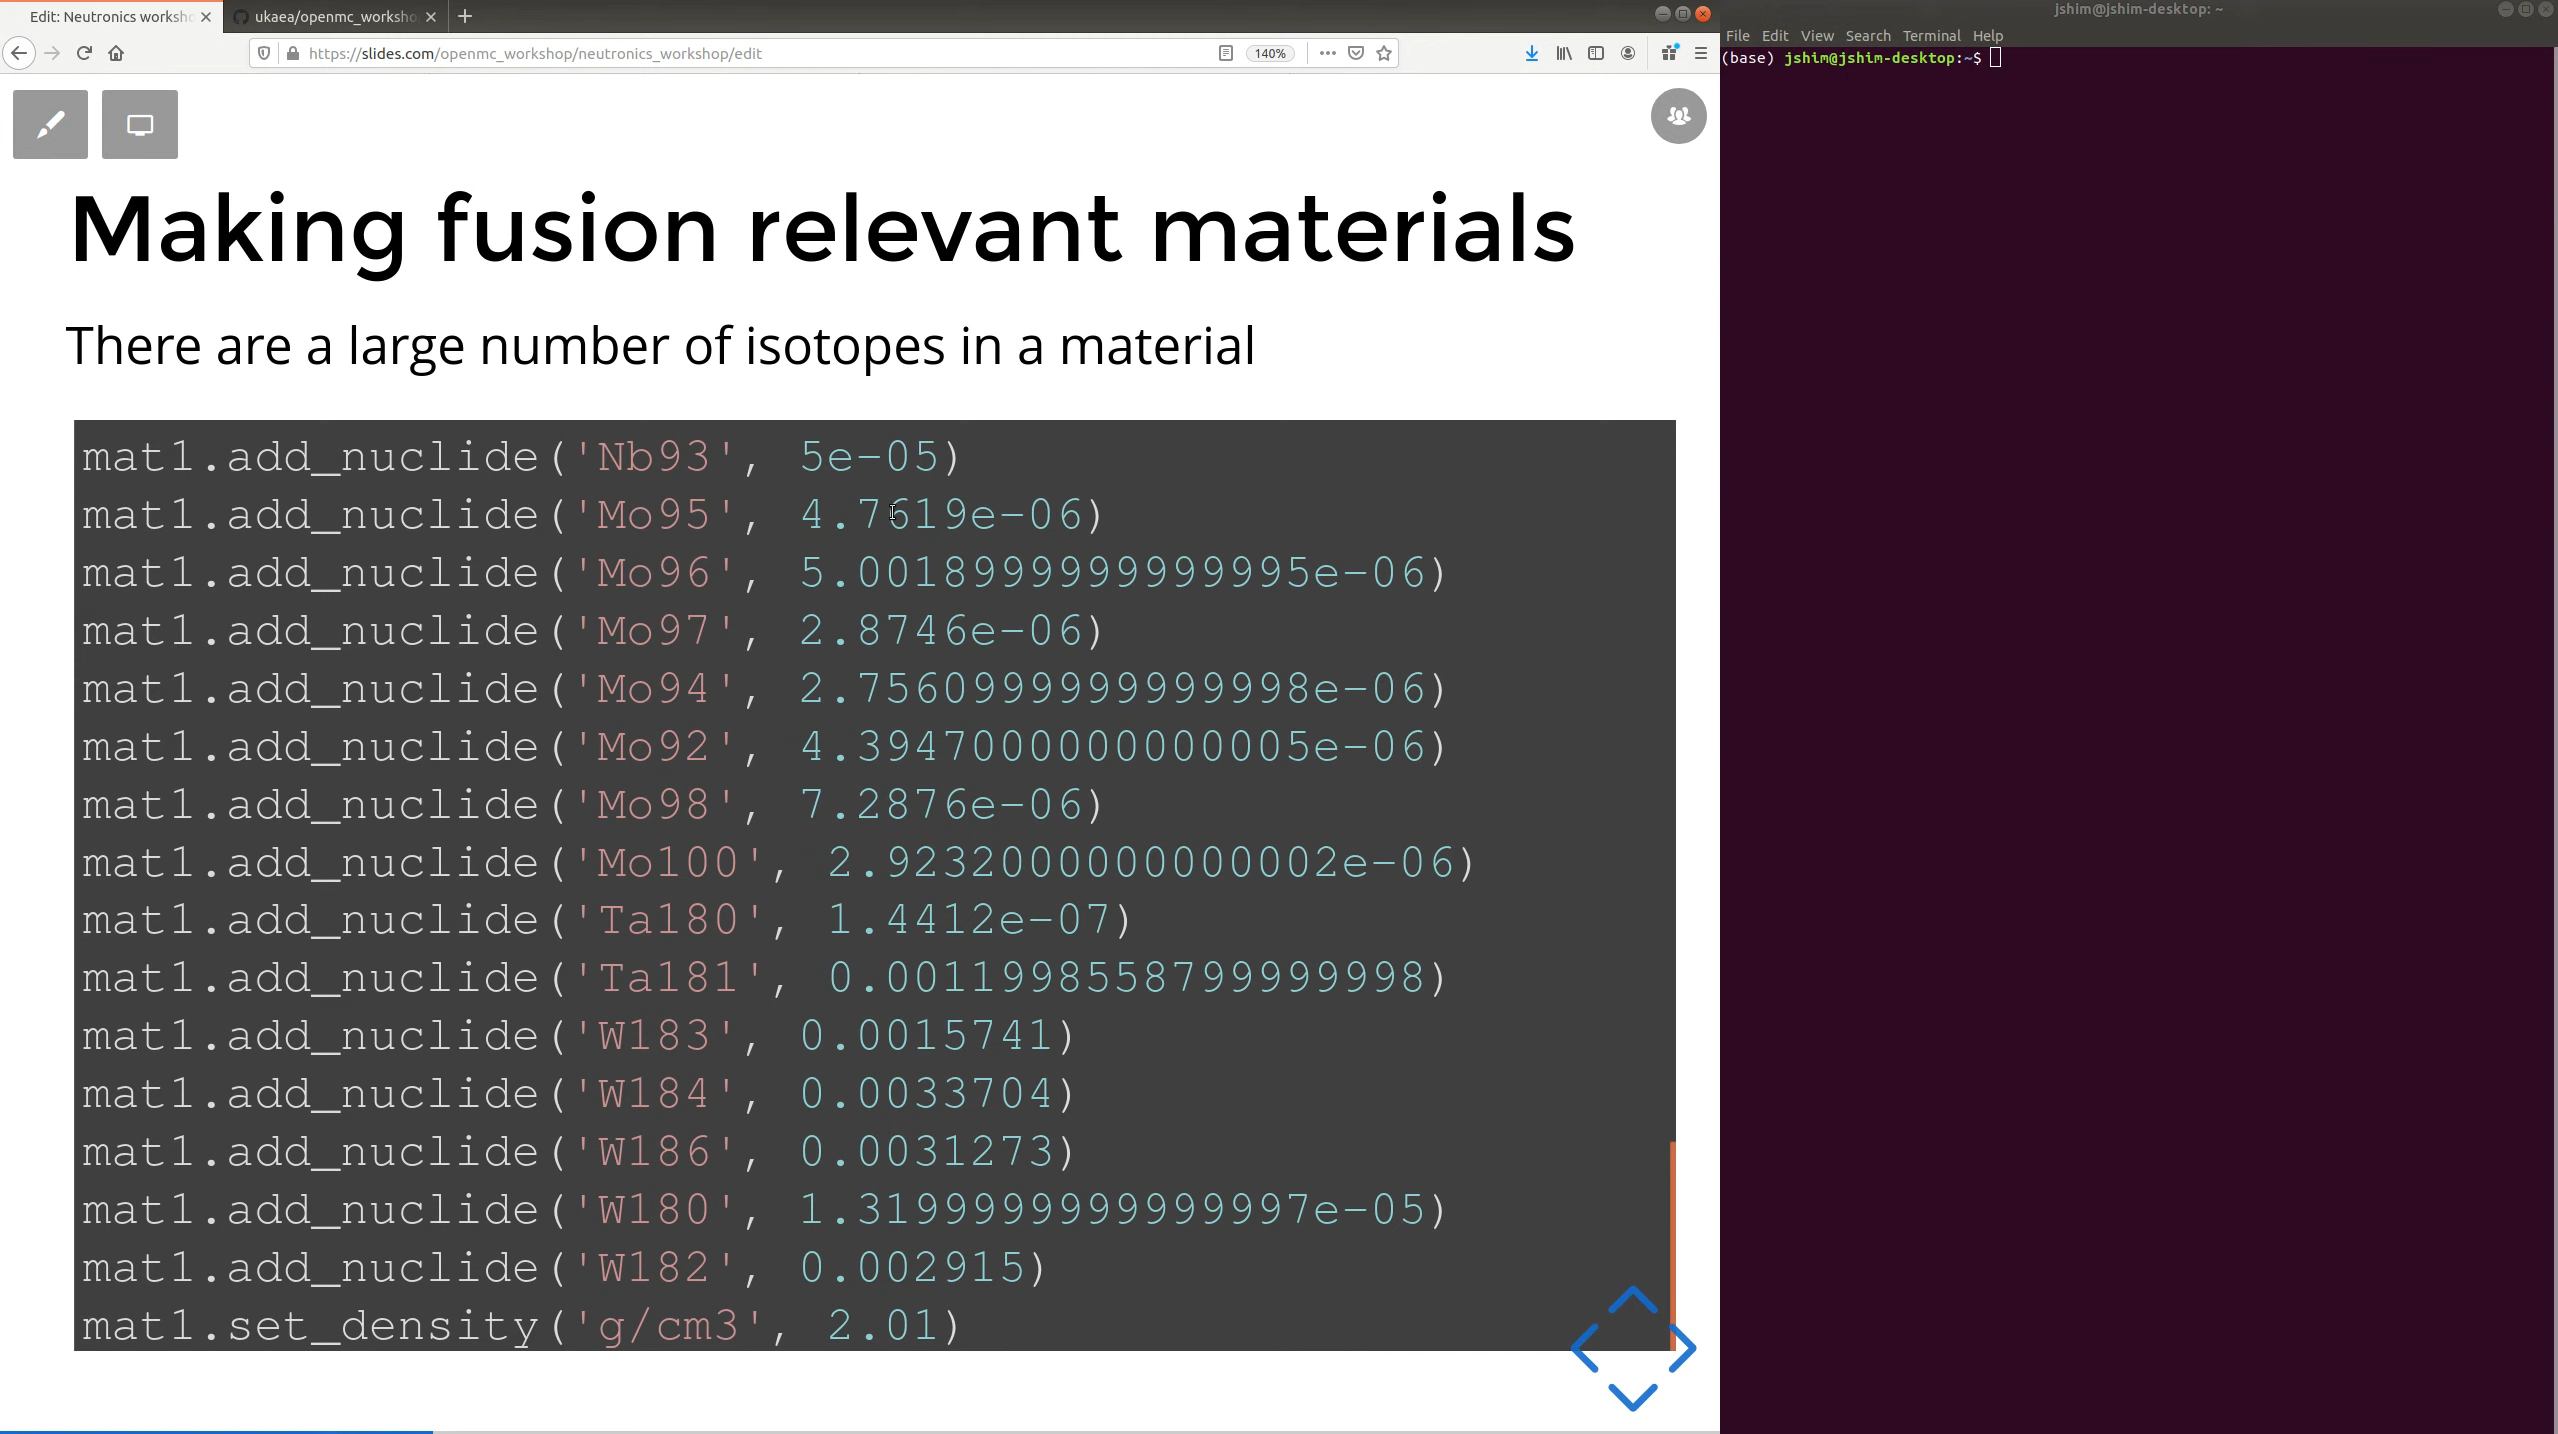 Edit: Neutronics worksho
ukaea/openmc_worksho
https://slides.com/openmc_workshop/neutronics_workshop/edit
140%
Making fusion relevant materials
There are a large number of isotopes in a material
mat1.add_nuclide('Nb93', 5e-05)
mat1.add_nuclide('Mo95', 4.7619e-06)
mat1.add_nuclide('Mo96', 5.0018999999999995e-06)
mat1.add_nuclide('Mo97', 2.8746e-06)
mat1.add_nuclide('Mo94', 2.7560999999999998e-06)
mat1.add_nuclide('Mo92', 4.3947000000000005e-06)
mat1.add_nuclide('Mo98', 7.2876e-06)
mat1.add_nuclide('Mo100', 2.9232000000000002e-06)
mat1.add_nuclide('Ta180', 1.4412e-07)
mat1.add_nuclide('Ta181', 0.0011998558799999998)
mat1.add_nuclide('W183', 0.0015741)
mat1.add_nuclide('W184', 0.0033704)
mat1.add_nuclide('W186', 0.0031273)
mat1.add_nuclide('W180', 1.3199999999999997e-05)
mat1.add_nuclide('W182', 0.002915)
mat1.set_density('g/cm3', 2.01)
jshim@jshim-desktop: ~
File Edit View Search Terminal Help
(base) jshim@jshim-desktop:~$